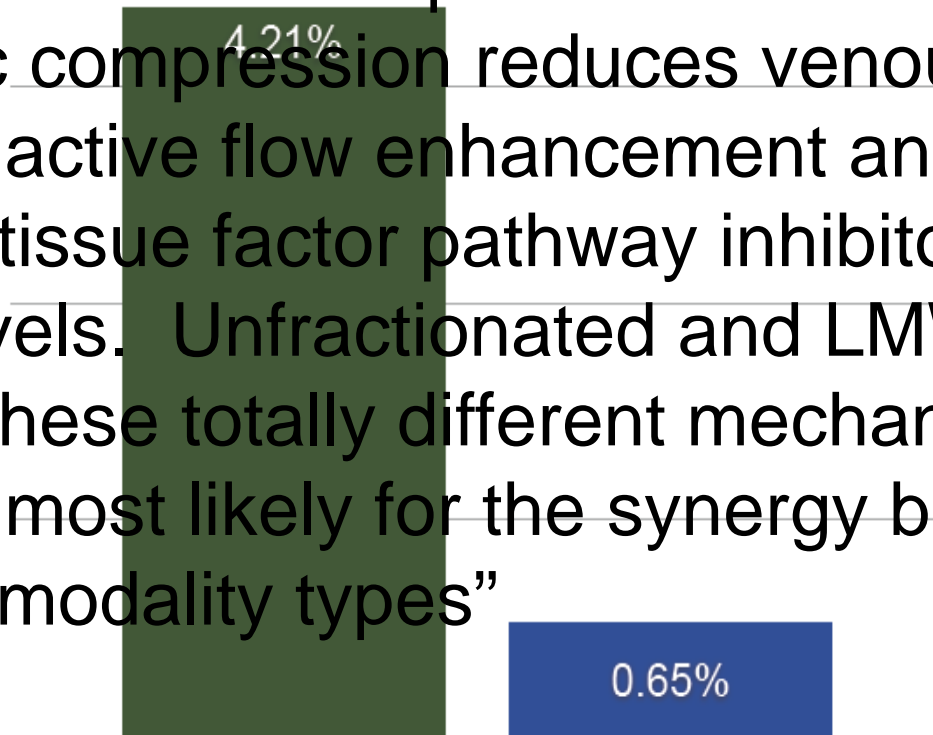 4.21%
c compression reduces venou
active flow enhancement an
tissue factor pathway inhibito
vels. Unfractionated and LMW
hese totally different mechan
most likely for the synergy b
modality types”
0.65%